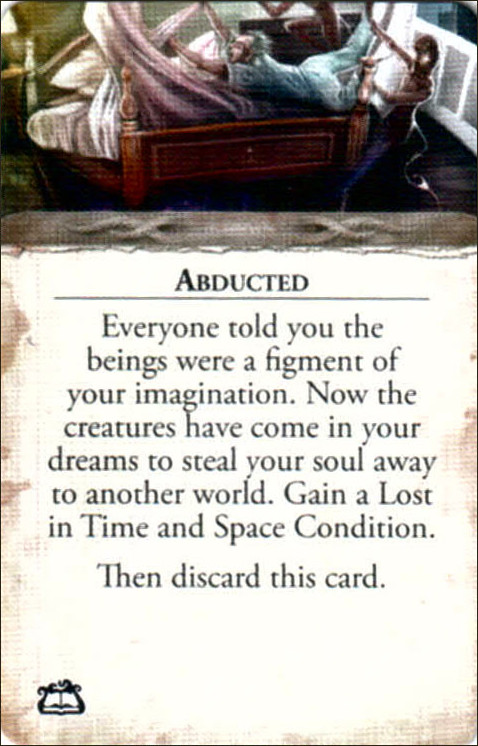 Abducted
Everyone told you the
beings were a figment of
your imagination. Now the
creatures have come in your
dreams to steal your soul away
to another world. Gain a Lost
in Time and Space Condition.
Then discard this card.